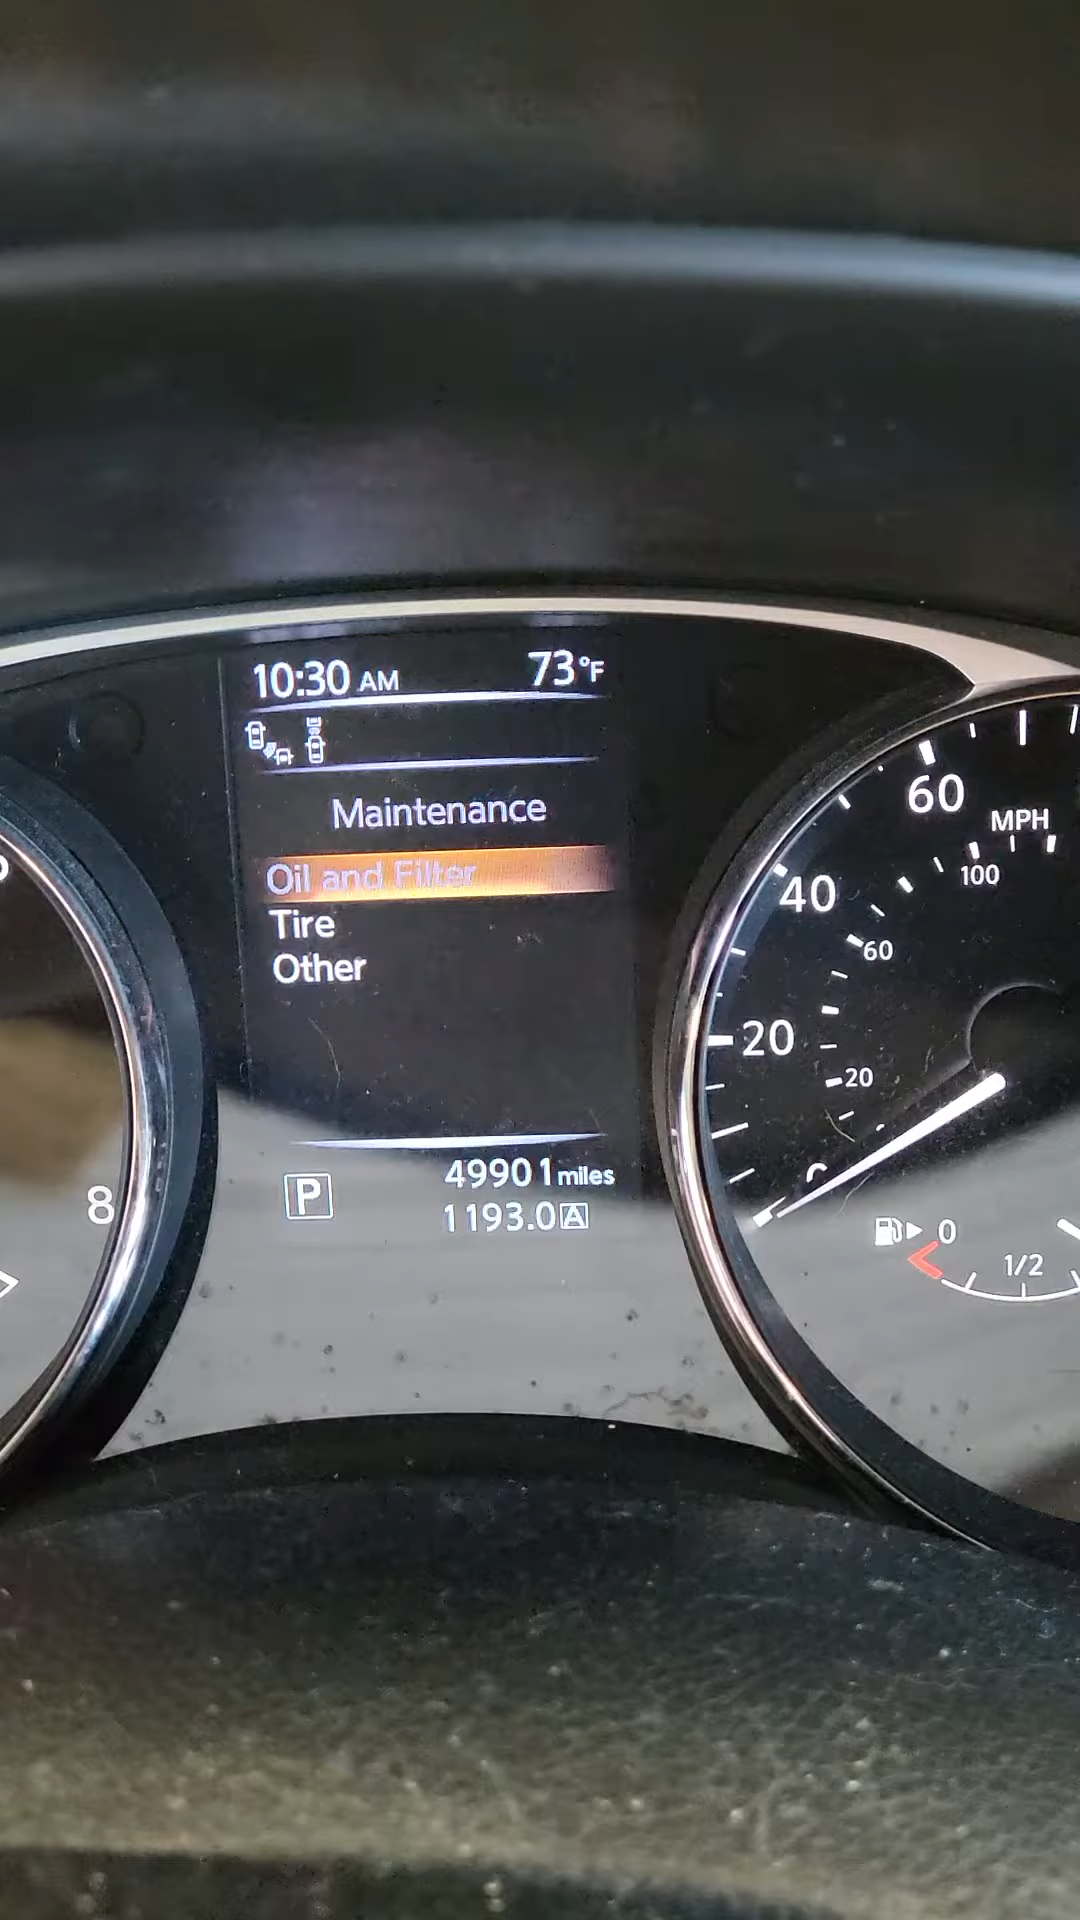 10:30 AM 73°F
Maintenance
Oil and Filter
Tire
Other
P 49901 miles
1193.0 A
8
60
MPH
100
40
60
20
20
0
1/2